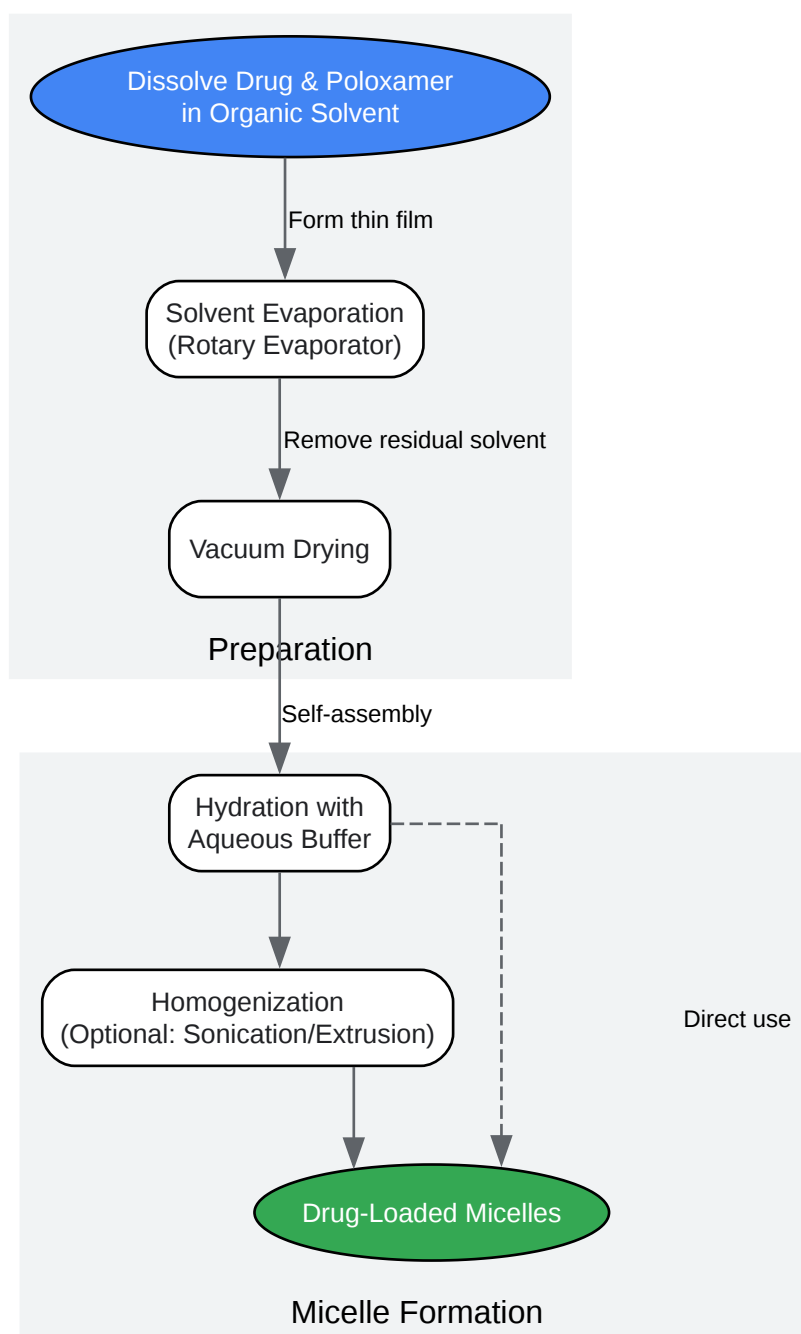 Dissolve Drug & Poloxamer
in Organic Solvent
Form thin film
Solvent Evaporation
(Rotary Evaporator)
Remove residual solvent
Vacuum Drying
Preparation
Self-assembly
Hydration with
Aqueous Buffer
Homogenization
(Optional: Sonication/Extrusion)
Direct use
Drug-Loaded Micelles
Micelle Formation